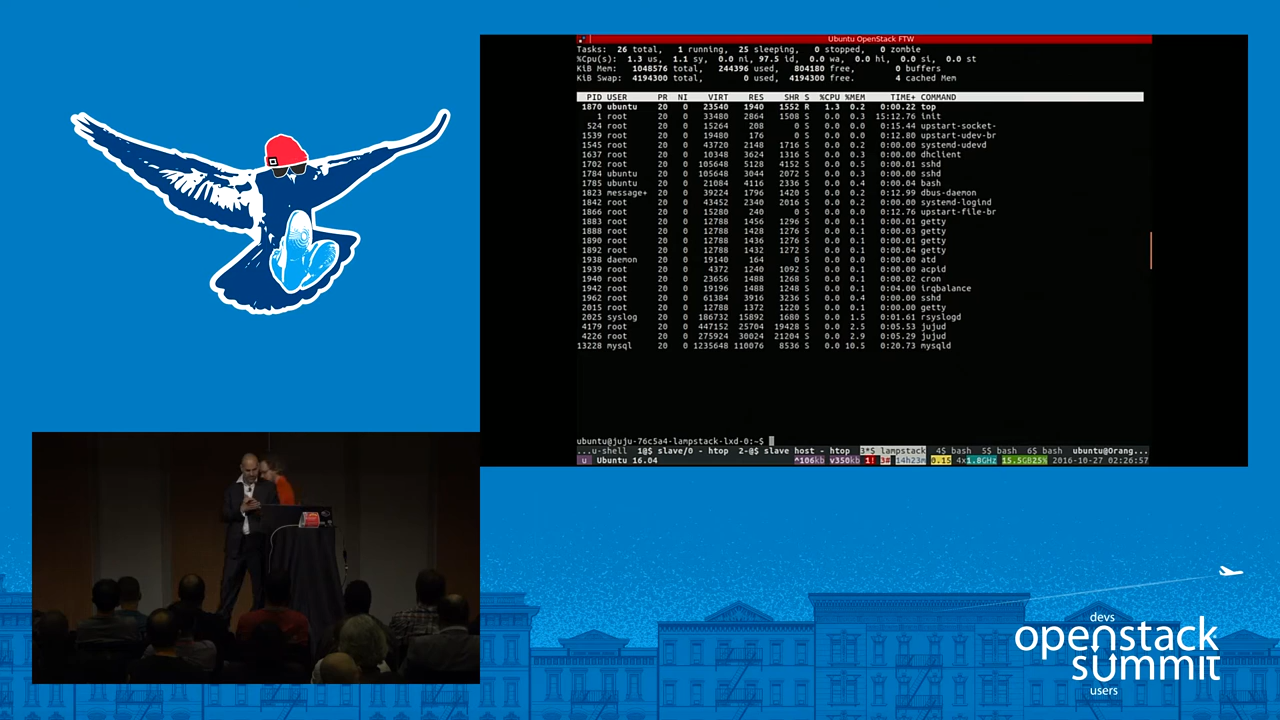 Ubuntu OpenStack FTW
Tasks: 26 total, 1 running, 25 sleeping, 0 stopped, 0 zombie
%Cpu(s): 1.3 us, 1.1 sy, 0.0 ni, 97.5 id, 0.0 wa, 0.0 hi, 0.0 si, 0.0 st
KiB Mem: 1048576 total, 244396 used, 804180 free, 0 buffers
KiB Swap: 4194300 total, 0 used, 4194300 free, 4 cached Mem
PID USER PR NI VIRT RES SHR S %CPU %MEM TIME+ COMMAND
1870 ubuntu 20 0 23540 1940 1552 R 1.3 0.2 0:00.22 top
1 root 20 0 33480 2864 1508 S 0.0 0.3 15:12.76 init
524 root 20 0 15264 208 0 S 0.0 0.0 0:15.44 upstart-socket-
1539 root 20 0 19480 176 0 S 0.0 0.0 0:12.80 upstart-udev-br
1545 root 20 0 43720 2148 1716 S 0.0 0.2 0:00.00 systemd-udevd
1637 root 20 0 10348 3624 1316 S 0.0 0.3 0:00.00 dhclient
1702 root 20 0 105648 5128 4152 S 0.0 0.5 0:00.01 sshd
1784 ubuntu 20 0 105648 3044 2072 S 0.0 0.3 0:00.00 sshd
1785 ubuntu 20 0 21084 4116 2336 S 0.0 0.4 0:00.04 bash
1823 message+ 20 0 39224 1796 1420 S 0.0 0.2 0:12.99 dbus-daemon
1842 root 20 0 43452 2340 2016 S 0.0 0.2 0:00.00 systemd-logind
1866 root 20 0 15280 240 0 S 0.0 0.0 0:12.76 upstart-file-br
1883 root 20 0 12788 1456 1296 S 0.0 0.1 0:00.01 getty
1888 root 20 0 12788 1428 1276 S 0.0 0.1 0:00.03 getty
1890 root 20 0 12788 1436 1276 S 0.0 0.1 0:00.01 getty
1892 root 20 0 12788 1432 1272 S 0.0 0.1 0:00.04 getty
1938 daemon 20 0 19140 164 0 S 0.0 0.0 0:00.00 atd
1939 root 20 0 4372 1240 1092 S 0.0 0.1 0:00.00 acpid
1940 root 20 0 23656 1488 1268 S 0.0 0.1 0:00.02 cron
1942 root 20 0 19196 1488 1248 S 0.0 0.1 0:04.00 irqbalance
1962 root 20 0 61384 3916 3236 S 0.0 0.4 0:00.00 sshd
2015 root 20 0 12788 1372 1220 S 0.0 0.1 0:00.00 getty
2025 syslog 20 0 186732 15892 1680 S 0.0 1.5 0:01.61 rsyslogd
4179 root 20 0 447152 25704 19428 S 0.0 2.5 0:05.53 jujud
4226 root 20 0 275924 30024 21204 S 0.0 2.9 0:05.29 jujud
13228 mysql 20 0 1235648 110076 8536 S 0.0 10.5 0:20.73 mysqld
ubuntu@juju-76c5a4-lampstack-lxd-0:~$
...u-shell 1@$ slave/0 - htop 2-@$ slave host - htop 3*$ lampstack 4$ bash 5$ bash 6$ bash ubuntu@Orang...
u Ubuntu 16.04 ^106kb v350kb 1! 3# 14h23m 0.15 4x1.8GHz 15.5GB25% 2016-10-27 02:26:57
devs
openstack
summit
users